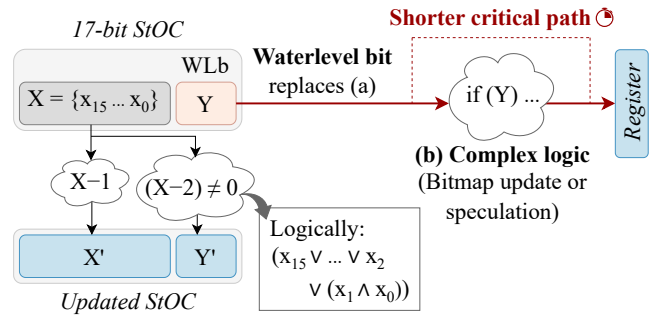 17-bit StOC
Shorter critical path
WLb
Waterlevel bit
replaces (a)
X = {x₁₅ ... x₀}
Y
if (Y) ...
Register
(b) Complex logic
(Bitmap update or
speculation)
X−1
(X−2) ≠ 0
Logically:
(x₁₅ ∨ ... ∨ x₂
∨ (x₁ ∧ x₀))
X'
Y'
Updated StOC